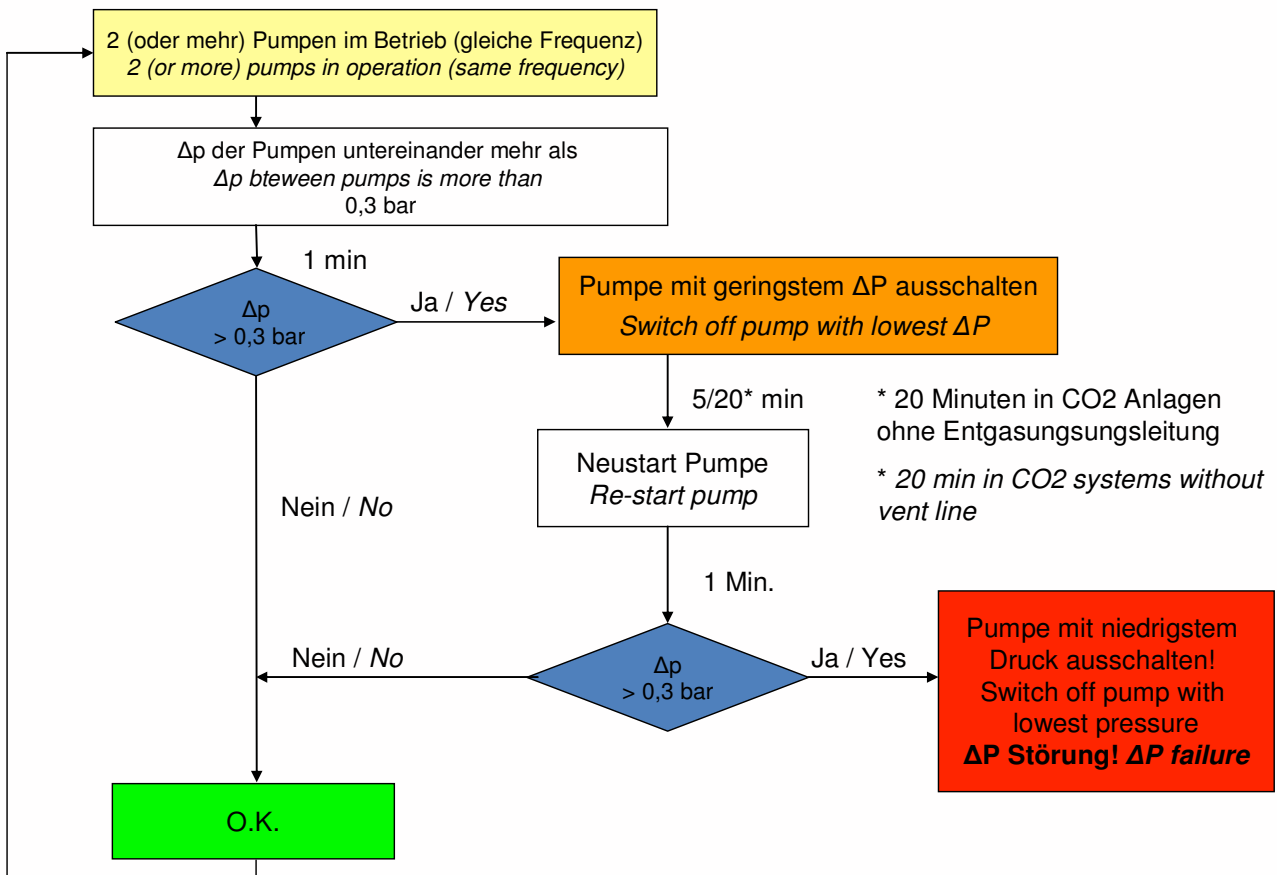 2 (oder mehr) Pumpen im Betrieb (gleiche Frequenz)
2 (or more) pumps in operation (same frequency)
Δp der Pumpen untereinander mehr als
Δp bteween pumps is more than
0,3 bar
1 min
Δp
> 0,3 bar
Ja / Yes
Pumpe mit geringstem ΔP ausschalten
Switch off pump with lowest ΔP
5/20* min
* 20 Minuten in CO2 Anlagen
ohne Entgasungsungsleitung
* 20 min in CO2 systems without
vent line
Neustart Pumpe
Re-start pump
Nein / No
1 Min.
Nein / No
Δp
> 0,3 bar
Ja / Yes
Pumpe mit niedrigstem
Druck ausschalten!
Switch off pump with
lowest pressure
ΔP Störung! ΔP failure
O.K.